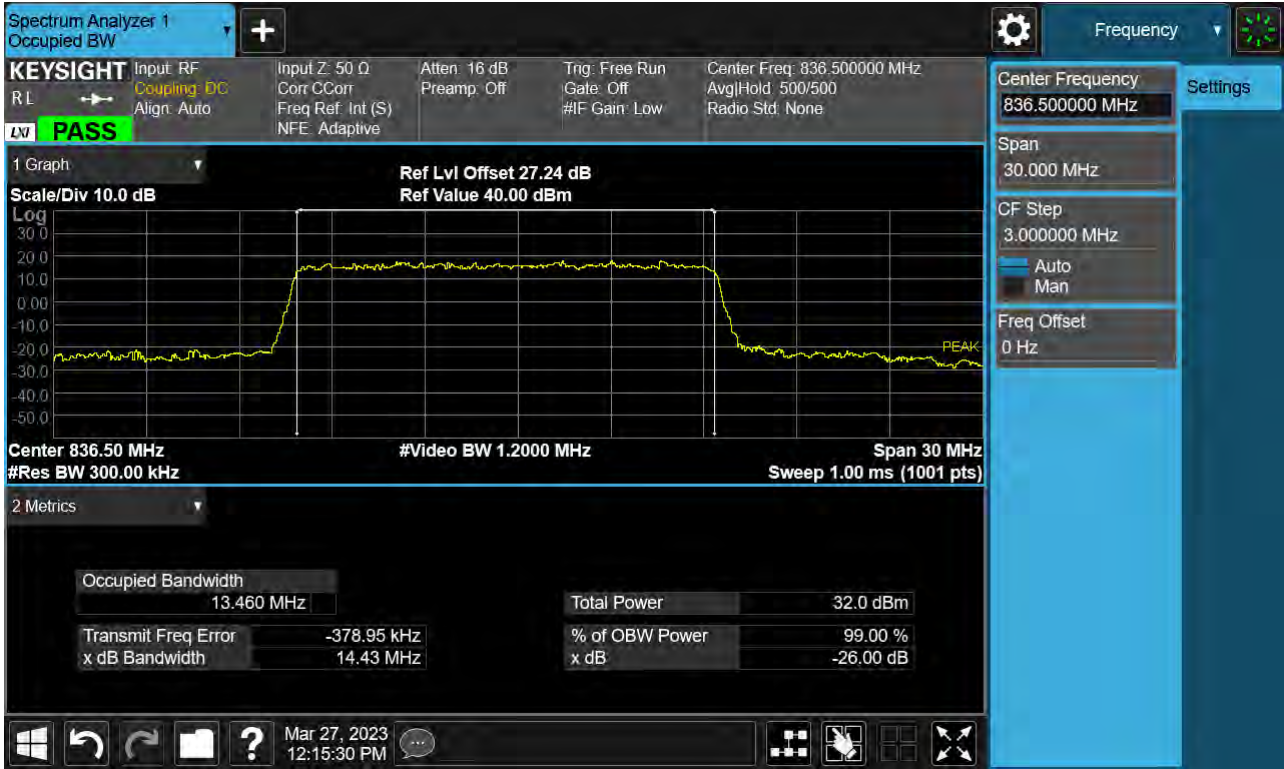 Spectrum Analyzer 1
Occupied BW
Frequency
KEYSIGHT
RL
LXI
PASS
Input: RF
Coupling: DC
Align: Auto
Input Z: 50 Ω
Corr CCorr
Freq Ref: Int (S)
NFE: Adaptive
Atten: 16 dB
Preamp: Off
Trig: Free Run
Gate: Off
#IF Gain: Low
Center Freq: 836.500000 MHz
Avg|Hold: 500/500
Radio Std: None
Center Frequency
836.500000 MHz
Settings
Span
30.000 MHz
CF Step
3.000000 MHz
Auto
Man
Freq Offset
0 Hz
1 Graph
Ref Lvl Offset 27.24 dB
Scale/Div 10.0 dB
Ref Value 40.00 dBm
Log
30.0
20.0
10.0
0.00
-10.0
-20.0
-30.0
-40.0
-50.0
PEAK
Center 836.50 MHz
#Video BW 1.2000 MHz
Span 30 MHz
#Res BW 300.00 kHz
Sweep 1.00 ms (1001 pts)
2 Metrics
Occupied Bandwidth
13.460 MHz
Total Power 32.0 dBm
Transmit Freq Error -378.95 kHz
% of OBW Power 99.00 %
x dB Bandwidth 14.43 MHz
x dB -26.00 dB
Mar 27, 2023
12:15:30 PM